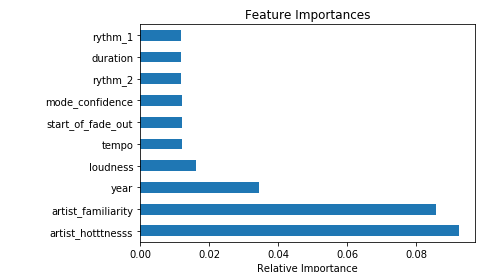 Feature Importances
rythm_1
duration
rythm_2
mode_confidence
start_of_fade_out
tempo
loudness
year
artist_familiarity
artist_hotttnesss
0.00 0.02 0.04 0.06 0.08
Relative Importance